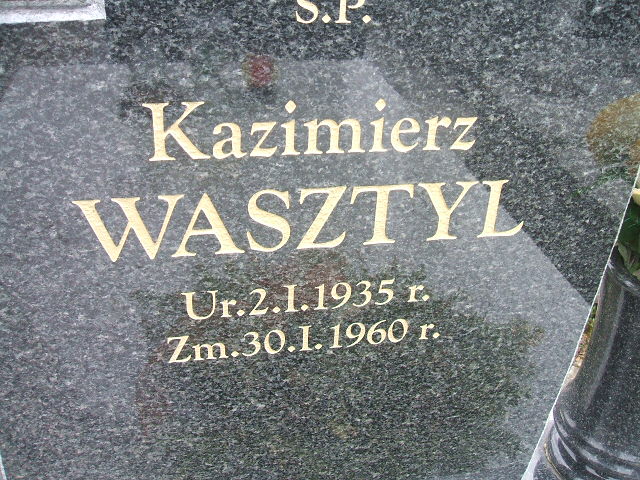 Ś.P.
Kazimierz
WASZTYL
Ur.2.I.1935 r.
Zm.30.I.1960 r.